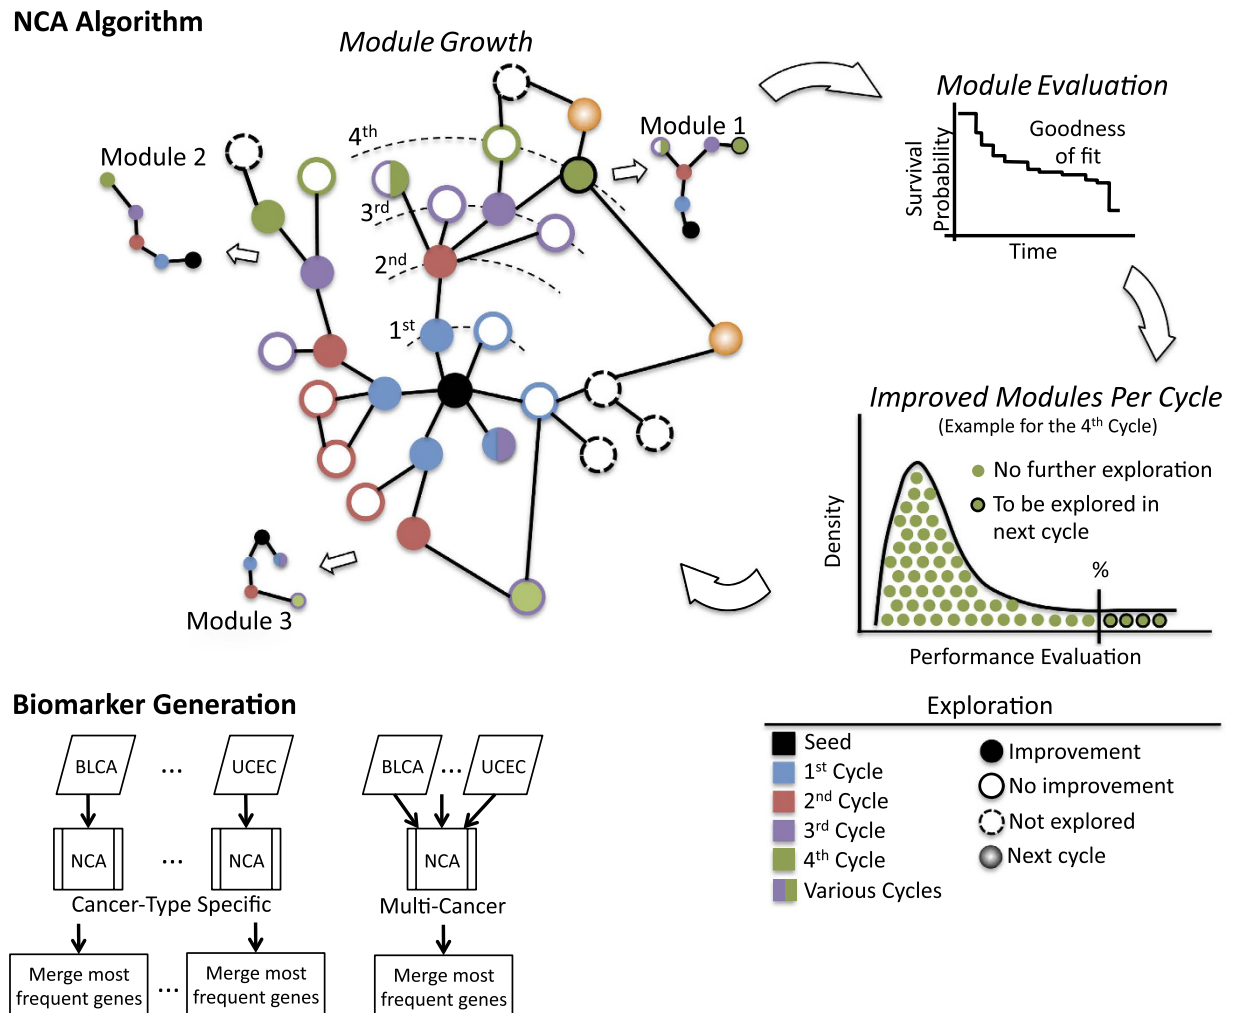 NCA Algorithm
Module Growth
Module Evaluation
Survival
Probability
Goodness
of fit
Time
Module 1
Module 2
4th
3rd
2nd
1st
Module 3
Improved Modules Per Cycle
(Example for the 4th Cycle)
No further exploration
To be explored in
next cycle
%
Density
Performance Evaluation
Biomarker Generation
BLCA
...
UCEC
BLCA
...
UCEC
NCA
...
NCA
NCA
Cancer-Type Specific
Multi-Cancer
Merge most
frequent genes
...
Merge most
frequent genes
Merge most
frequent genes
Exploration
Seed
1st Cycle
2nd Cycle
3rd Cycle
4th Cycle
Various Cycles
Improvement
No improvement
Not explored
Next cycle